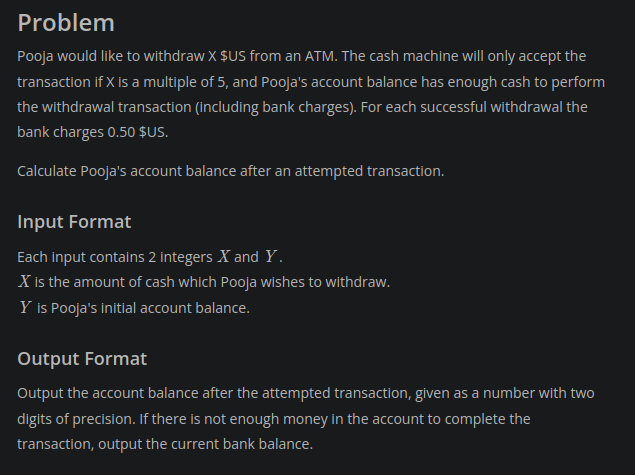 Problem
Pooja would like to withdraw X $US from an ATM. The cash machine will only accept the
transaction if X is a multiple of 5, and Pooja's account balance has enough cash to perform
the withdrawal transaction (including bank charges). For each successful withdrawal the
bank charges 0.50 $US.
Calculate Pooja's account balance after an attempted transaction.
Input Format
Each input contains 2 integers X and Y.
X is the amount of cash which Pooja wishes to withdraw.
Y is Pooja's initial account balance.
Output Format
Output the account balance after the attempted transaction, given as a number with two
digits of precision. If there is not enough money in the account to complete the
transaction, output the current bank balance.